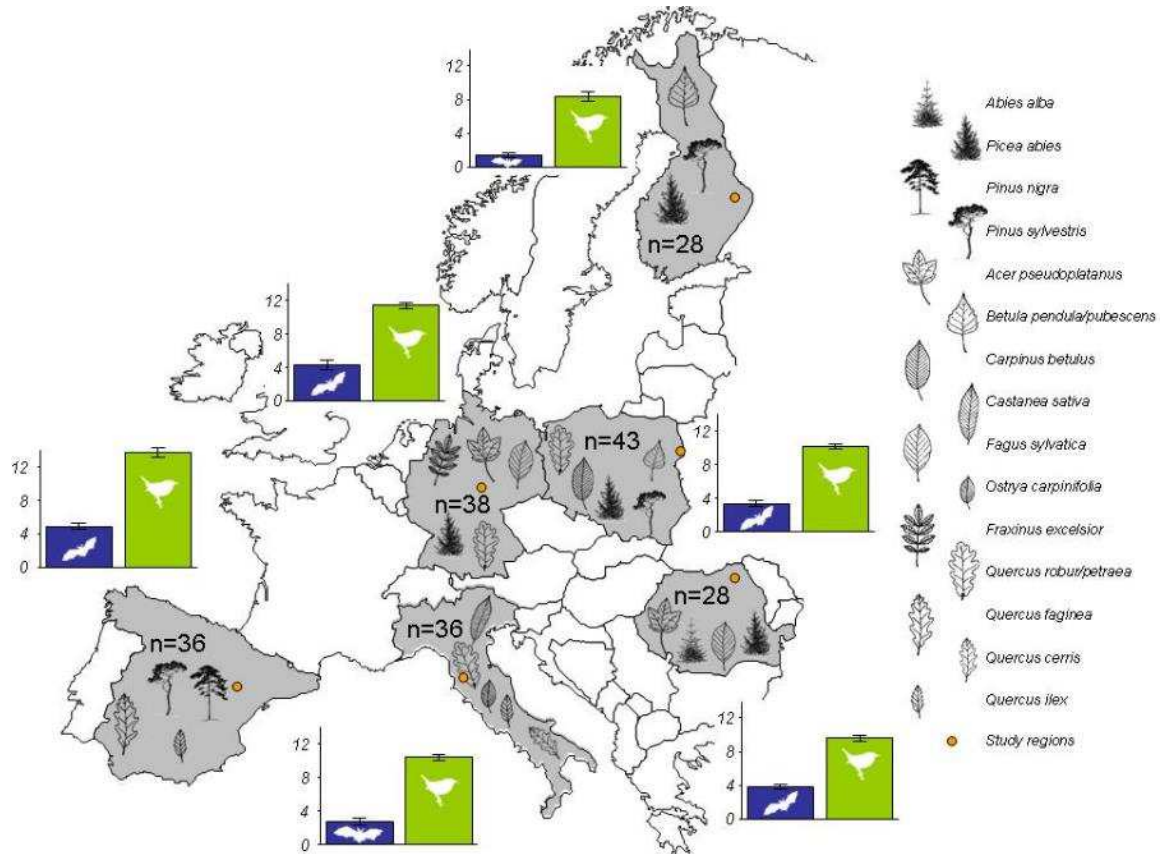 12
8
4
0
n=28
12
8
4
0
12
8
4
0
n=43
n=38
12
8
4
0
n=36
n=36
n=28
12
8
4
0
12
8
4
0
Abies alba
Picea abies
Pinus nigra
Pinus sylvestris
Acer pseudoplatanus
Betula pendula/pubescens
Carpinus betulus
Castanea sativa
Fagus sylvatica
Ostrya carpinifolia
Fraxinus excelsior
Quercus robur/petraea
Quercus faginea
Quercus cerris
Quercus ilex
Study regions